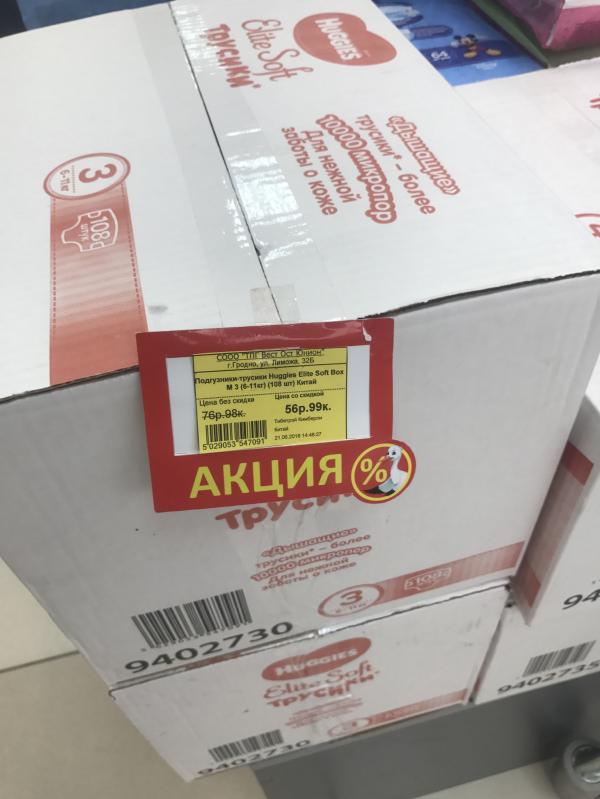 HUGGIES
Elite Soft
ТРУСИКИ*
«Дышащие»
трусики* – более
10000 микропор
Для нежной
заботы о коже
64
3
6-11кг
108
штук
СООО "ТПГ Вест Ост Юнион"
г.Гродно, ул. Лиможа, 32Б
Подгузники-трусики Huggies Elite Soft Box
M 3 (6-11кг) (108 шт) Китай
Цена без скидки
Цена со скидкой
76р.98к.
56р.99к.
Китай
21.06.2018 14:46:27
5 029053 547091
АКЦИЯ %
«Дышащие»
трусики* – более
10000 микропор
Для нежной
заботы о коже
3
108
9402730
HUGGIES
Elite Soft
ТРУСИКИ*
3
9402730
9402735